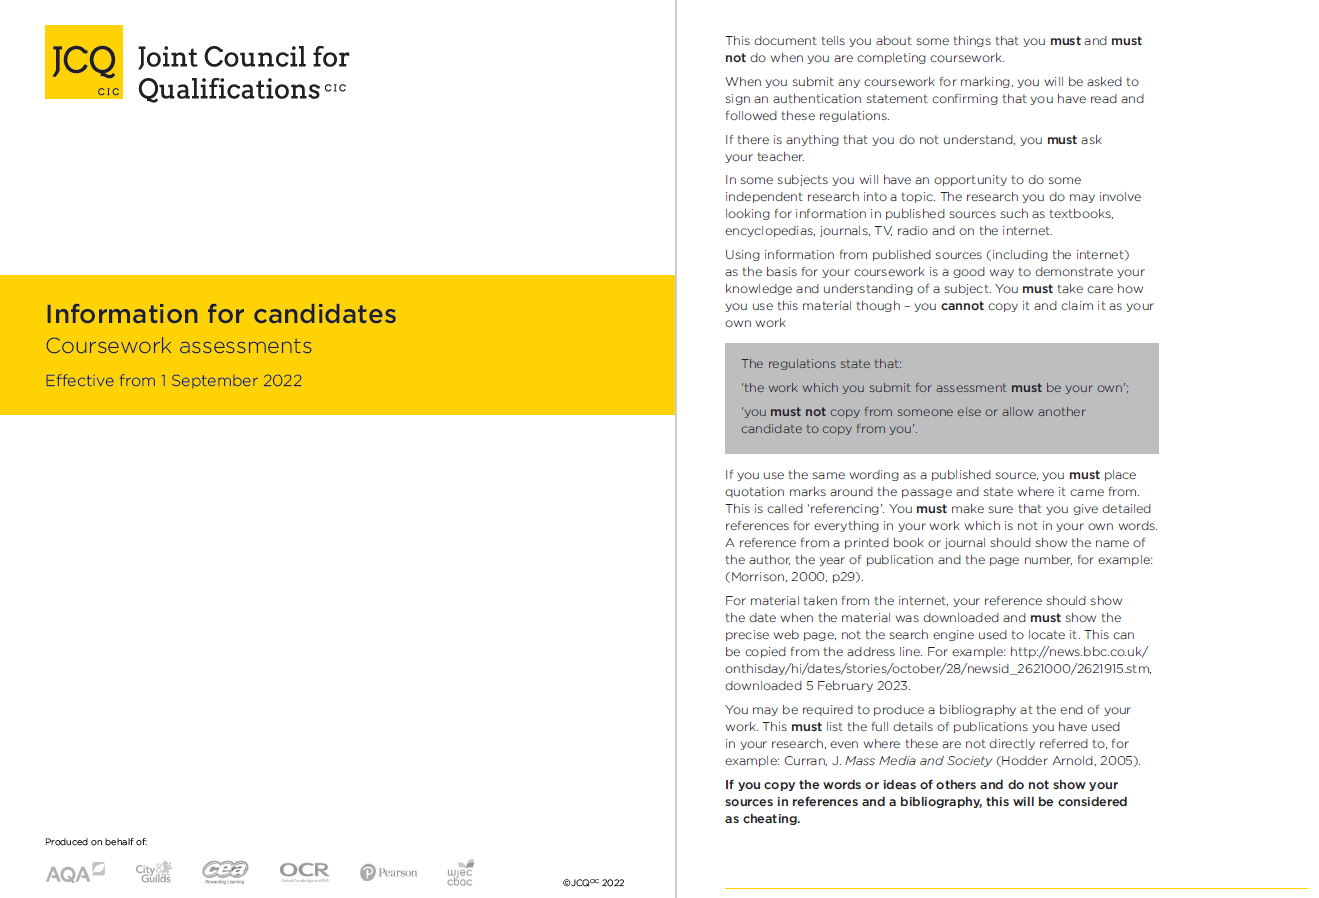 JCQ
CIC
Joint Council for
Qualifications CIC
Information for candidates
Coursework assessments
Effective from 1 September 2022
Produced on behalf of:
AQA
City& Guilds
cea
Rewarding Learning
OCR
Oxford Cambridge and RSA
Pearson
wjec
cbac
©JCQ CIC 2022
This document tells you about some things that you must and must
not do when you are completing coursework.
When you submit any coursework for marking, you will be asked to
sign an authentication statement confirming that you have read and
followed these regulations.
If there is anything that you do not understand, you must ask
your teacher.
In some subjects you will have an opportunity to do some
independent research into a topic. The research you do may involve
looking for information in published sources such as textbooks,
encyclopedias, journals, TV, radio and on the internet.
Using information from published sources (including the internet)
as the basis for your coursework is a good way to demonstrate your
knowledge and understanding of a subject. You must take care how
you use this material though – you cannot copy it and claim it as your
own work
The regulations state that:
‘the work which you submit for assessment must be your own’;
‘you must not copy from someone else or allow another
candidate to copy from you’.
If you use the same wording as a published source, you must place
quotation marks around the passage and state where it came from.
This is called ‘referencing’. You must make sure that you give detailed
references for everything in your work which is not in your own words.
A reference from a printed book or journal should show the name of
the author, the year of publication and the page number, for example:
(Morrison, 2000, p29).
For material taken from the internet, your reference should show
the date when the material was downloaded and must show the
precise web page, not the search engine used to locate it. This can
be copied from the address line. For example: http://news.bbc.co.uk/
onthisday/hi/dates/stories/october/28/newsid_2621000/2621915.stm,
downloaded 5 February 2023.
You may be required to produce a bibliography at the end of your
work. This must list the full details of publications you have used
in your research, even where these are not directly referred to, for
example: Curran, J. Mass Media and Society (Hodder Arnold, 2005).
If you copy the words or ideas of others and do not show your
sources in references and a bibliography, this will be considered
as cheating.